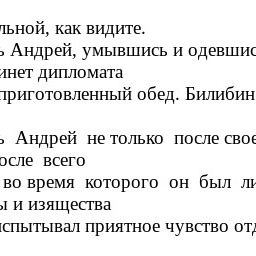 льной, как видите.
ь Андрей, умывшись и одевшис
инет дипломата
приготовленный обед. Билибин
ь Андрей не только после свое
осле всего
во время которого он был ли
ы и изящества
испытывал приятное чувство отд